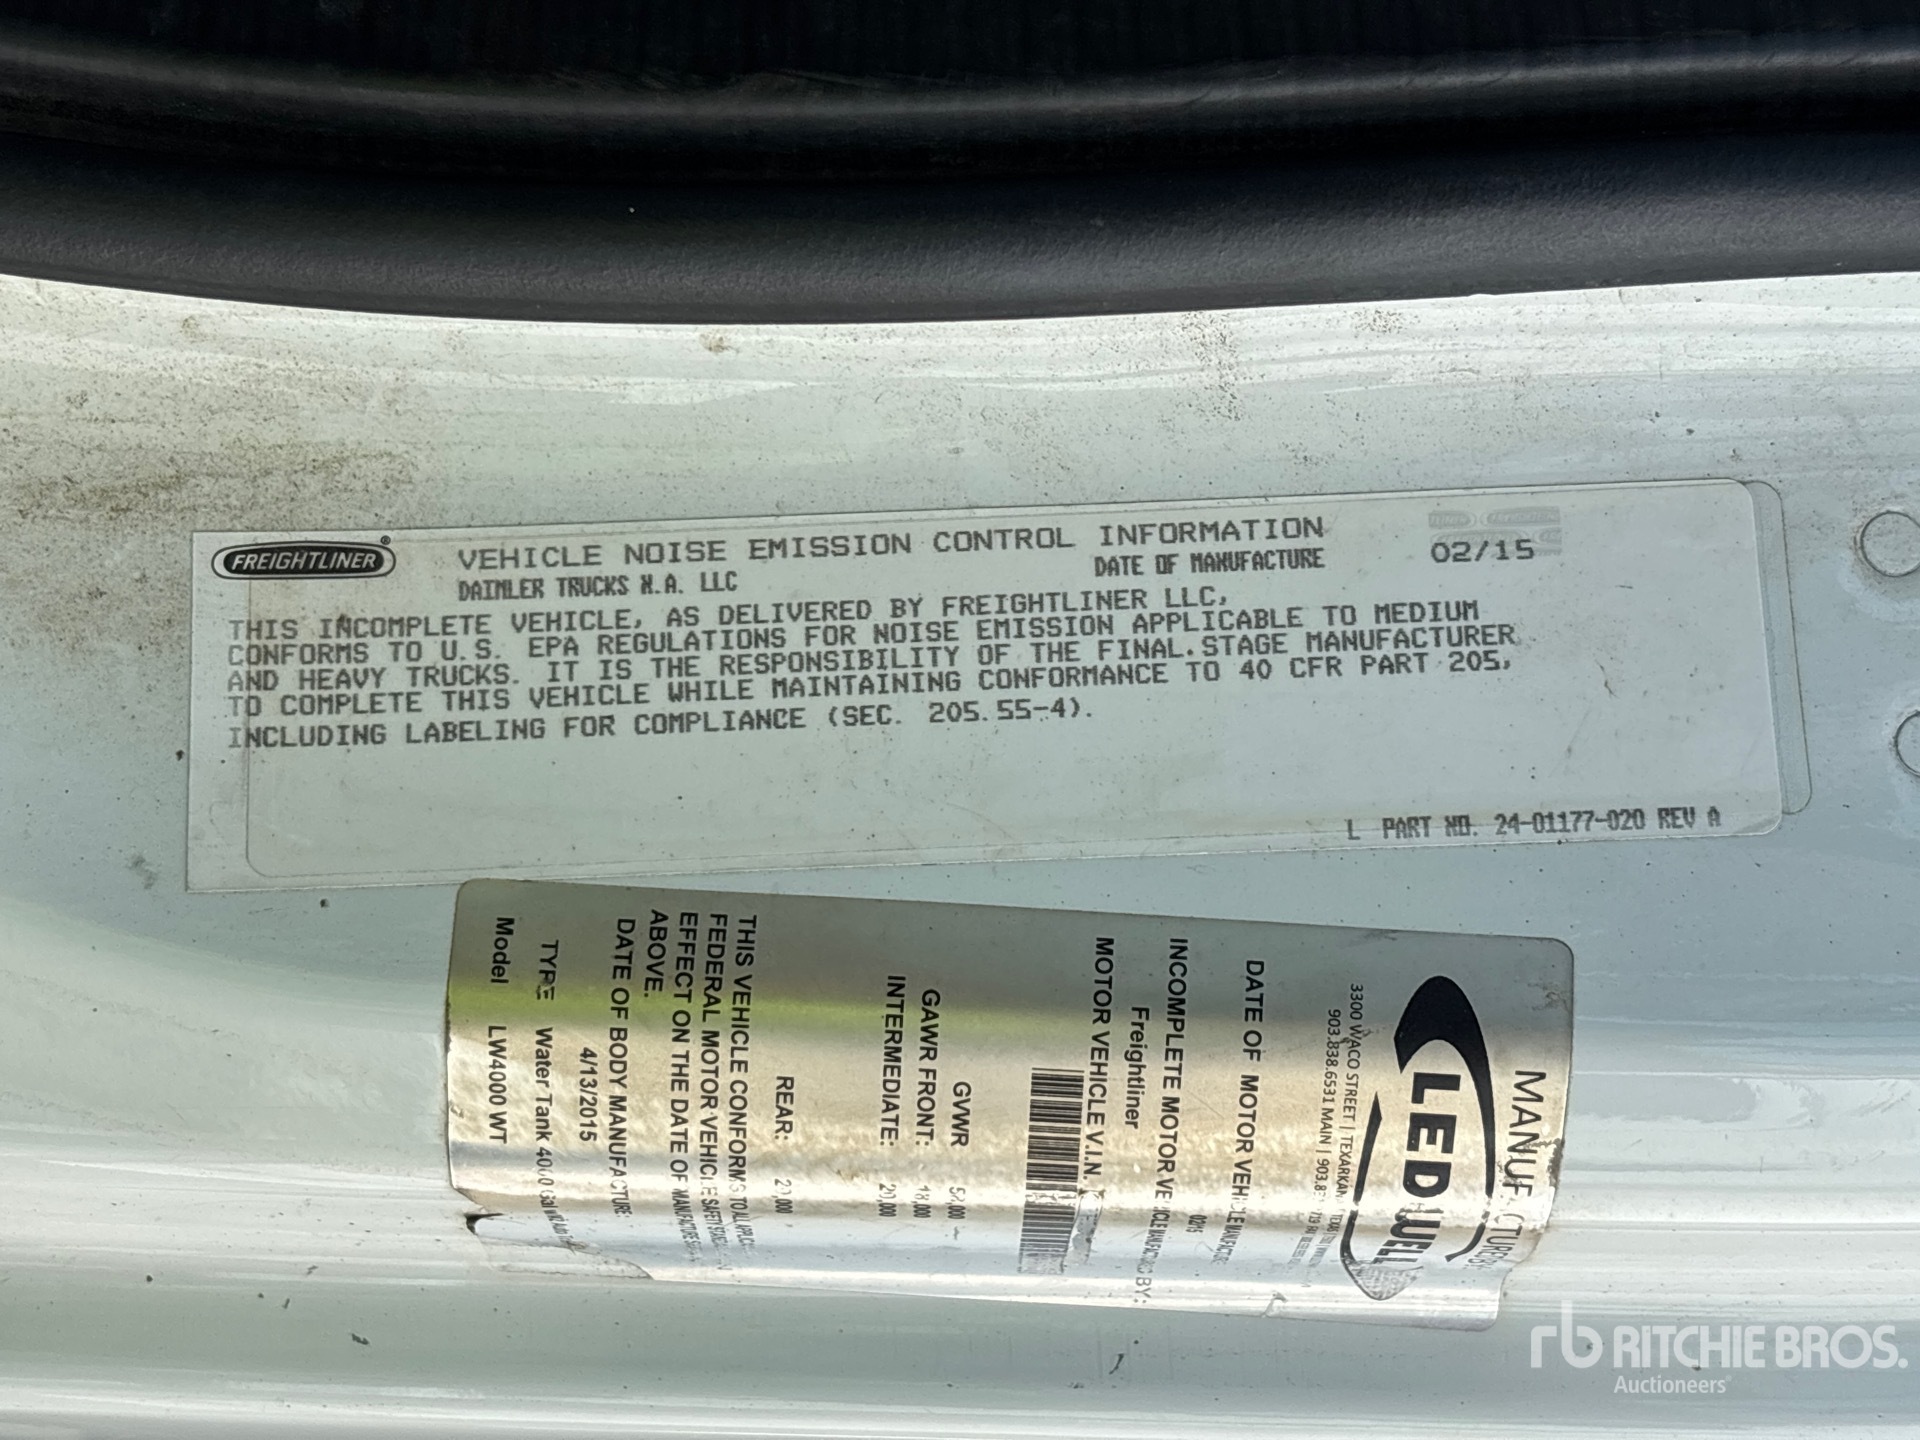 FREIGHTLINER®
VEHICLE NOISE EMISSION CONTROL INFORMATION
DAIMLER TRUCKS N.A. LLC
DATE OF MANUFACTURE 02/15
THIS INCOMPLETE VEHICLE, AS DELIVERED BY FREIGHTLINER LLC,
CONFORMS TO U.S. EPA REGULATIONS FOR NOISE EMISSION APPLICABLE TO MEDIUM
AND HEAVY TRUCKS. IT IS THE RESPONSIBILITY OF THE FINAL.STAGE MANUFACTURER
TO COMPLETE THIS VEHICLE WHILE MAINTAINING CONFORMANCE TO 40 CFR PART 205,
INCLUDING LABELING FOR COMPLIANCE (SEC. 205.55-4).
L PART NO. 24-01177-020 REV A
MANUFACTURER
LEDWELL
3300 WACO STREET | TEXARKANA, TEXAS
903.838.6531 MAIN |
DATE OF MOTOR VEHICLE MANUFACTURE
0215
INCOMPLETE MOTOR VEHICLE MANUFACTURED BY:
Freightliner
MOTOR VEHICLE V.I.N.
GVWR
GAWR FRONT: 18,000
INTERMEDIATE: 20,000
REAR: 20,000
THIS VEHICLE CONFORMS TO ALL
FEDERAL MOTOR VEHICLE SAFETY
EFFECT ON THE DATE OF MANUFACTURE
ABOVE.
DATE OF BODY MANUFACTURE:
4/13/2015
TYPE Water Tank 4000 Gal
Model LW4000 WT
rb RITCHIE BROS.
Auctioneers